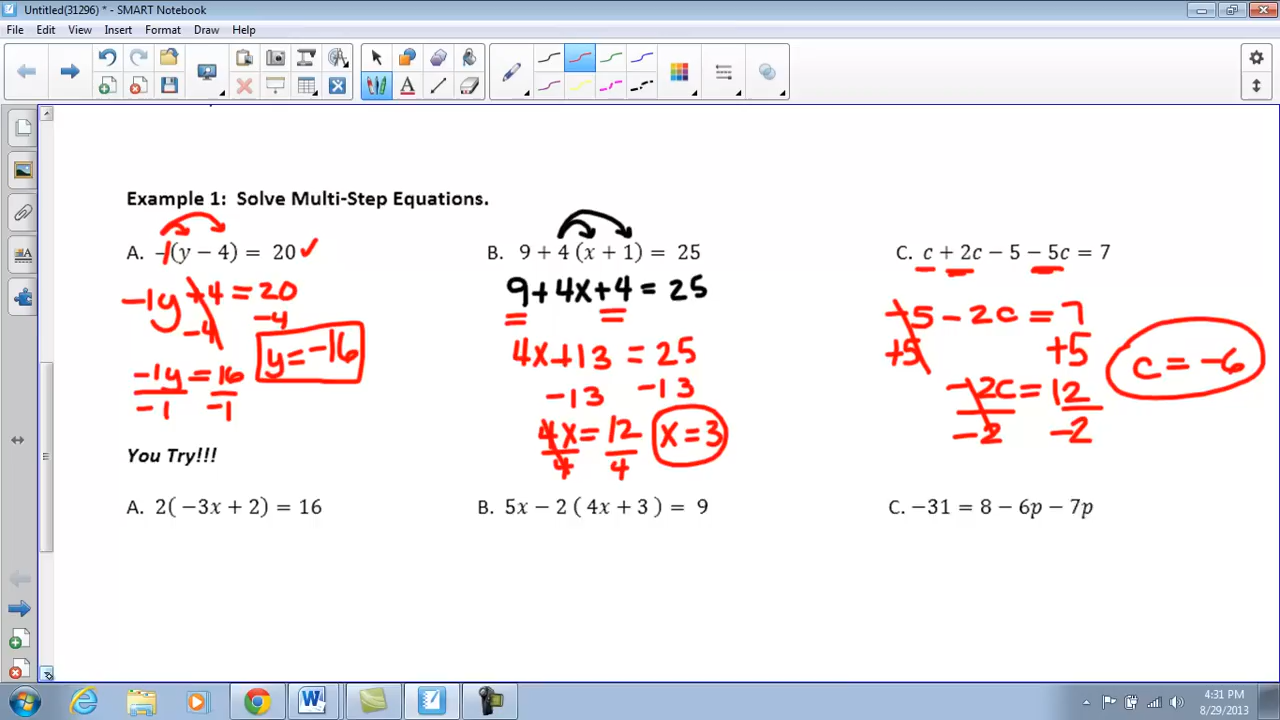 Untitled(31296) * - SMART Notebook
File Edit View Insert Format Draw Help
Example 1: Solve Multi-Step Equations.
A. -1(y − 4) = 20 ✓
-1y + 4 = 20
-4 -4
-1y = 16
-1 -1
y = -16
B. 9 + 4 (x + 1) = 25
9 + 4x + 4 = 25
4x + 13 = 25
-13 -13
4x = 12
4 4
x = 3
C. c + 2c − 5 − 5c = 7
-5 - 2c = 7
+5 +5
-2c = 12
-2 -2
c = -6
You Try!!!
A. 2( −3x + 2) = 16
B. 5x − 2 ( 4x + 3 ) = 9
C. −31 = 8 − 6p − 7p
4:31 PM
8/29/2013